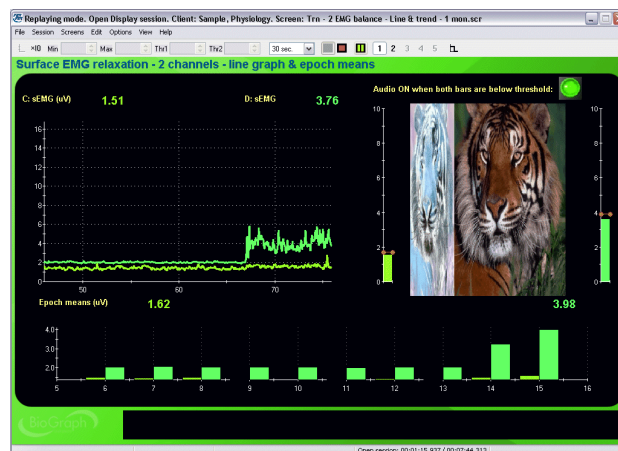 Replaying mode. Open Display session. Client: Sample, Physiology. Screen: Trn - 2 EMG balance - Line & trend - 1 mon.scr
File Session Screens Edit Options View Help
×10 Min Max Thr1 Thr2 30 sec. 1 2 3 4 5
Surface EMG relaxation - 2 channels - line graph & epoch means
Audio ON when both bars are below threshold:
C: sEMG (uV) 1.51 D: sEMG 3.76
16
14
12
10
8
6
4
2
0
50 60 70
10
8
6
4
2
0
10
8
6
4
2
0
Epoch means (uV) 1.62 3.98
4.0
3.0
2.0
5 6 7 8 9 10 11 12 13 14 15 16
BioGraph
Open session: 00:01:15.937 / 00:07:44.313